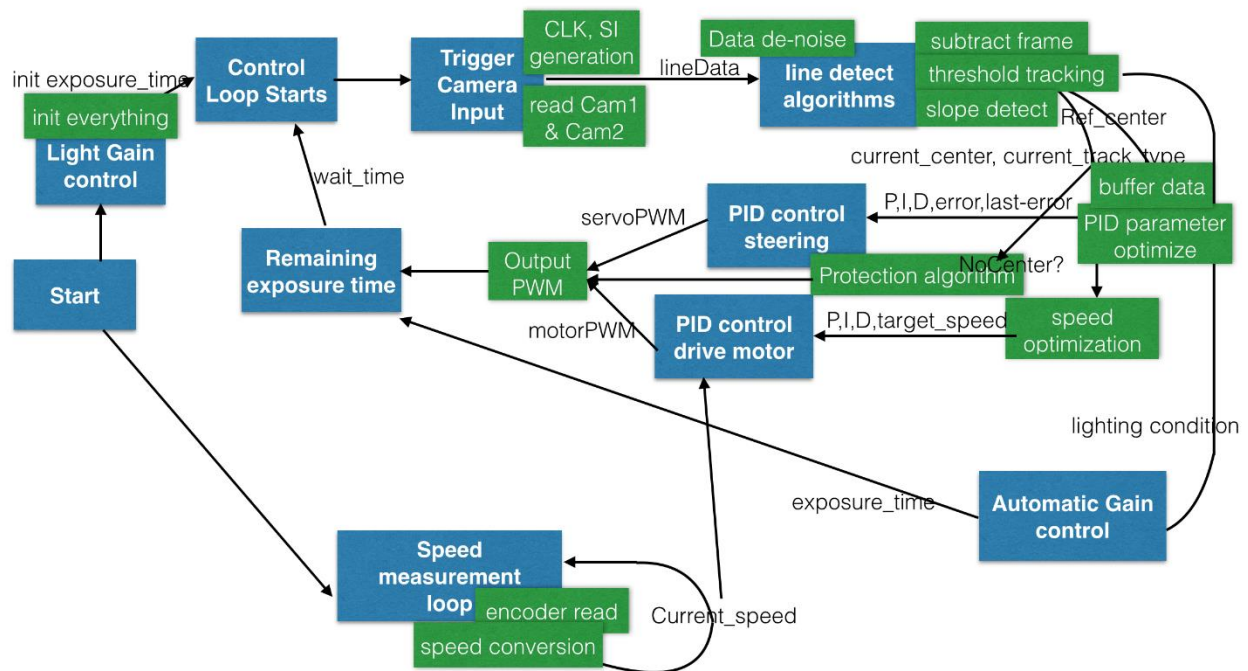 CLK, SI
generation
Data de-noise
subtract frame
init exposure_time
Control
Loop Starts
Trigger
Camera
Input
lineData
line detect
algorithms
threshold tracking
init everything
read Cam1
& Cam2
slope detect
Ref_center
Light Gain
control
wait_time
current_center, current_track_type
buffer data
servoPWM
PID control
steering
P,I,D,error,last-error
PID parameter
optimize
Start
Remaining
exposure time
Output
PWM
NoCenter?
Protection algorithm
motorPWM
PID control
drive motor
P,I,D,target_speed
speed
optimization
lighting condition
exposure_time
Automatic Gain
control
Speed
measurement
loop
encoder read
speed conversion
Current_speed